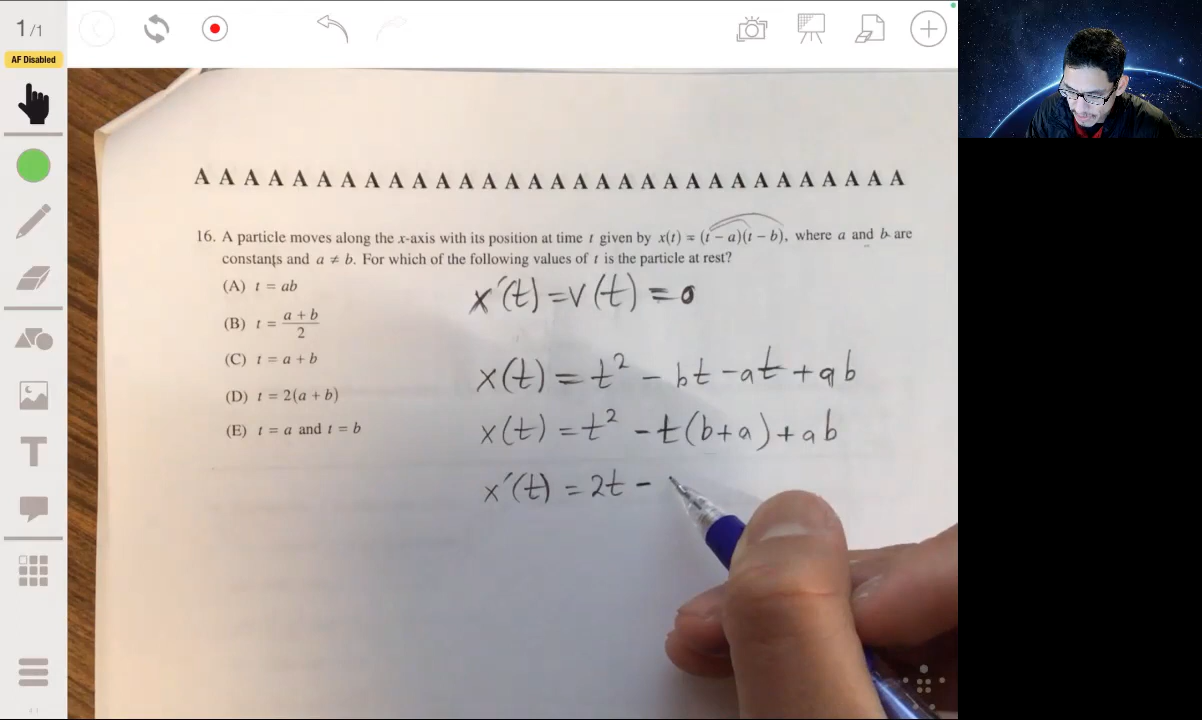 1/1
AF Disabled
A A A A A A A A A A A A A A A A A A A A A A A A A A A A A A
16. A particle moves along the x-axis with its position at time t given by x(t) = (t − a)(t − b), where a and b are
constants and a ≠ b. For which of the following values of t is the particle at rest?
(A) t = ab
(B) t = a + b / 2
(C) t = a + b
(D) t = 2(a + b)
(E) t = a and t = b
x′(t) = v(t) = 0
x(t) = t² − bt − at + ab
x(t) = t² − t(b+a) + ab
x′(t) = 2t −
T